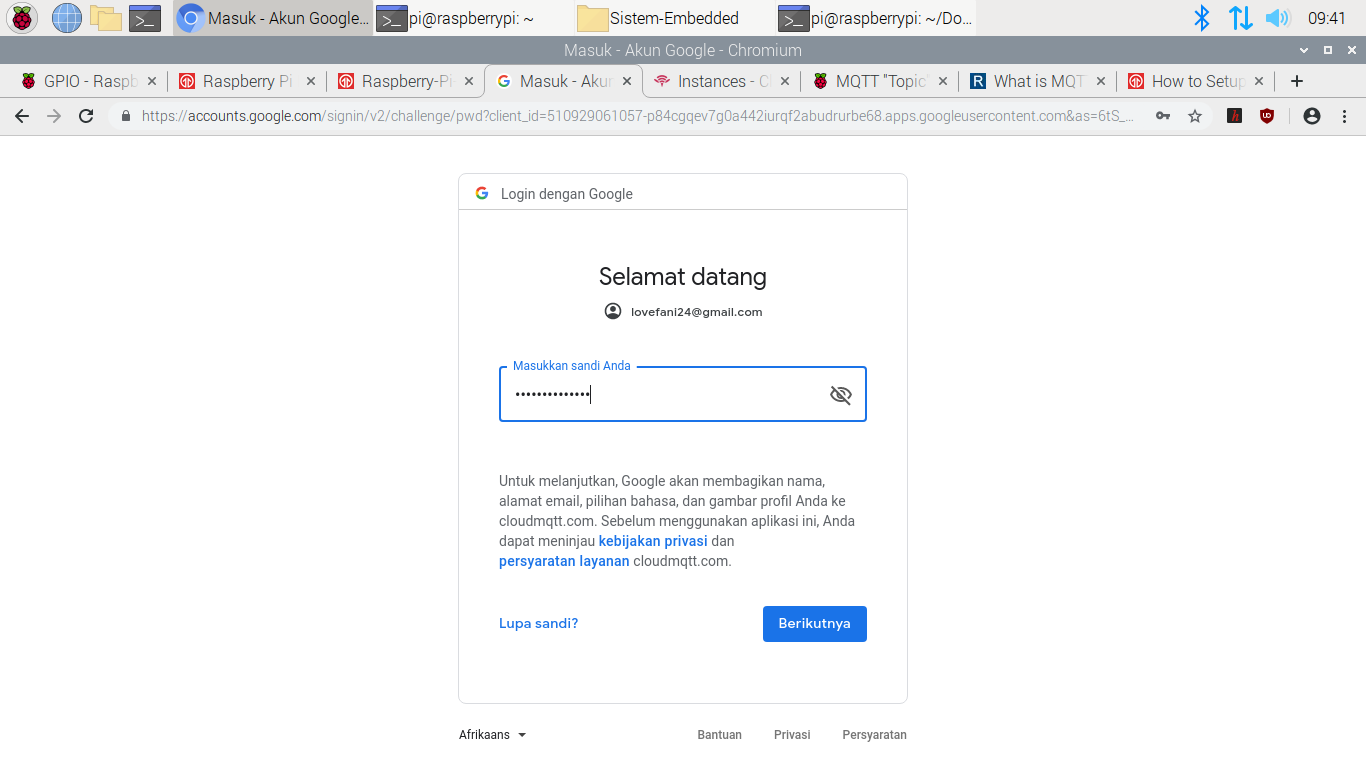 Masuk - Akun Google...
pi@raspberrypi: ~
Sistem-Embedded
pi@raspberrypi: ~/Do...
09:41
Masuk - Akun Google - Chromium
GPIO - Raspb
Raspberry Pi
Raspberry-Pi
Masuk - Akun
Instances - Cl
MQTT "Topic"
What is MQT
How to Setup
https://accounts.google.com/signin/v2/challenge/pwd?client_id=510929061057-p84cgqev7g0a442iurqf2abudrurbe68.apps.googleusercontent.com&as=6tS_...
Login dengan Google
Selamat datang
lovefani24@gmail.com
Masukkan sandi Anda
••••••••••••••
Untuk melanjutkan, Google akan membagikan nama,
alamat email, pilihan bahasa, dan gambar profil Anda ke
cloudmqtt.com. Sebelum menggunakan aplikasi ini, Anda
dapat meninjau kebijakan privasi dan
persyaratan layanan cloudmqtt.com.
Lupa sandi?
Berikutnya
Afrikaans
Bantuan
Privasi
Persyaratan